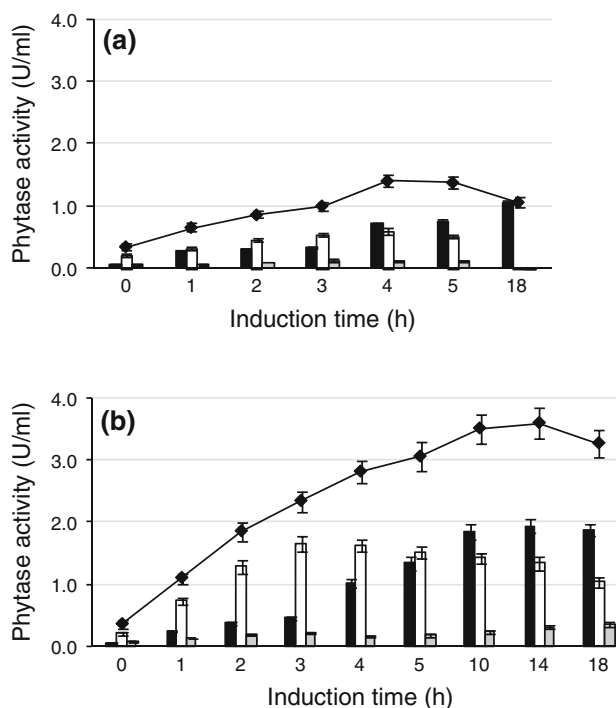 (a)
Phytase activity (U/ml)
4.0
3.0
2.0
1.0
0.0
0 1 2 3 4 5 18
Induction time (h)
(b)
Phytase activity (U/ml)
4.0
3.0
2.0
1.0
0.0
0 1 2 3 4 5 10 14 18
Induction time (h)